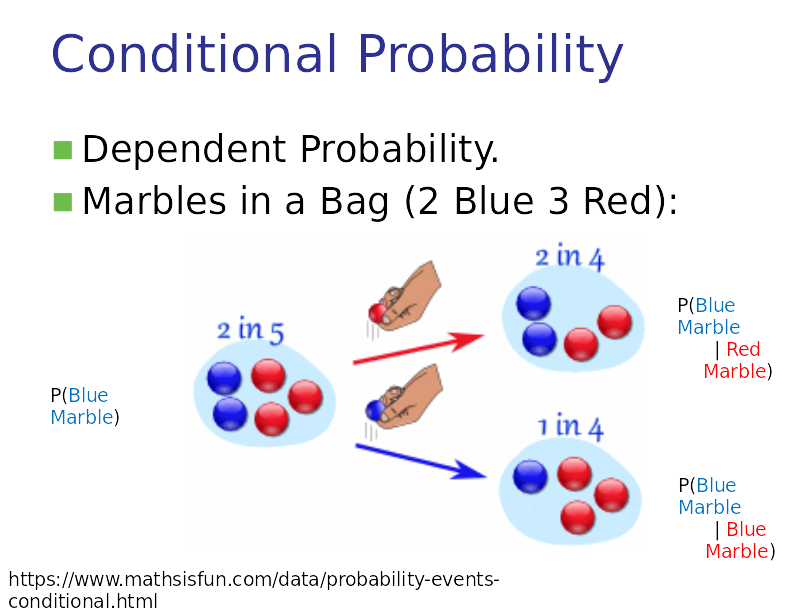 Conditional Probability
Dependent Probability.
Marbles in a Bag (2 Blue 3 Red):
2 in 5
P(Blue
Marble)
2 in 4
P(Blue
Marble
| Red
Marble)
1 in 4
P(Blue
Marble
| Blue
Marble)
https://www.mathsisfun.com/data/probability-events-
conditional.html